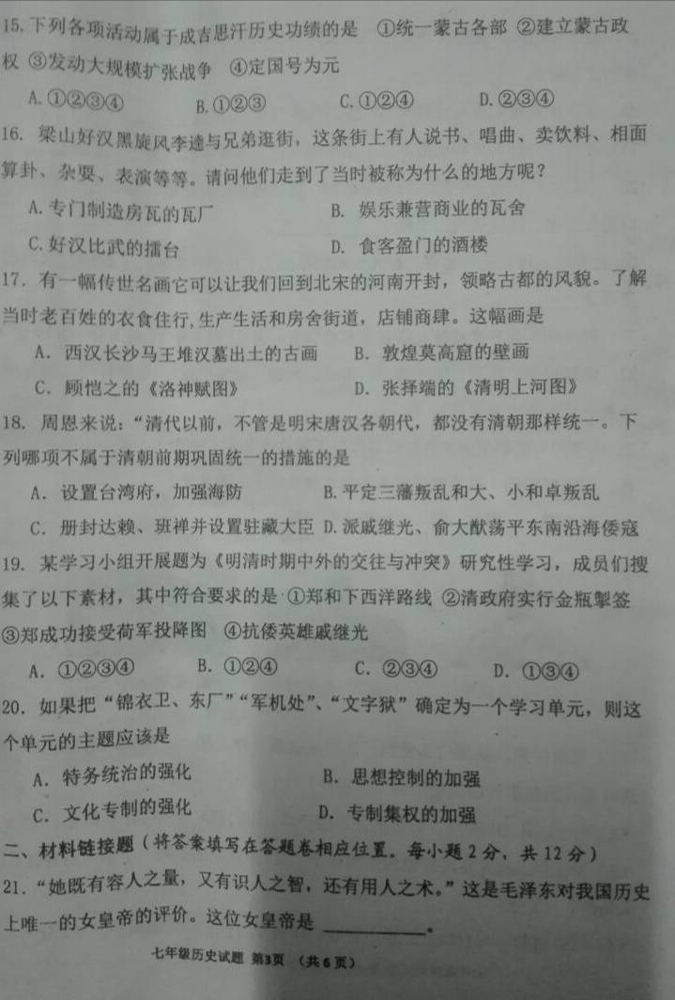 15. 下列各项活动属于成吉思汗历史功绩的是 ①统一蒙古各部 ②建立蒙古政
权 ③发动大规模扩张战争 ④定国号为元
A. ①②③④ B. ①②③ C. ①②④ D. ②③④
16. 梁山好汉黑旋风李逵与兄弟逛街，这条街上有人说书、唱曲、卖饮料、相面
算卦、杂耍、表演等等。请问他们走到了当时被称为什么的地方呢？
A. 专门制造房瓦的瓦厂 B. 娱乐兼营商业的瓦舍
C. 好汉比武的擂台 D. 食客盈门的酒楼
17. 有一幅传世名画它可以让我们回到北宋的河南开封，领略古都的风貌。了解
当时老百姓的衣食住行,生产生活和房舍街道，店铺商肆。这幅画是
A. 西汉长沙马王堆汉墓出土的古画 B. 敦煌莫高窟的壁画
C. 顾恺之的《洛神赋图》 D. 张择端的《清明上河图》
18. 周恩来说：“清代以前，不管是明宋唐汉各朝代，都没有清朝那样统一。下
列哪项不属于清朝前期巩固统一的措施的是
A. 设置台湾府，加强海防 B. 平定三藩叛乱和大、小和卓叛乱
C. 册封达赖、班禅并设置驻藏大臣 D. 派戚继光、俞大猷荡平东南沿海倭寇
19. 某学习小组开展题为《明清时期中外的交往与冲突》研究性学习，成员们搜
集了以下素材，其中符合要求的是 ①郑和下西洋路线 ②清政府实行金瓶掣签
③郑成功接受荷军投降图 ④抗倭英雄戚继光
A. ①②③④ B. ①②④ C. ②③④ D. ①③④
20. 如果把“锦衣卫、东厂”“军机处”、“文字狱”确定为一个学习单元，则这
个单元的主题应该是
A. 特务统治的强化 B. 思想控制的加强
C. 文化专制的强化 D. 专制集权的加强
二、材料链接题（将答案填写在答题卷相应位置。每小题 2 分，共 12 分）
21. “她既有容人之量，又有识人之智，还有用人之术。”这是毛泽东对我国历史
上唯一的女皇帝的评价。这位女皇帝是 ________。
七年级历史试题 第3页 （共 6 页）